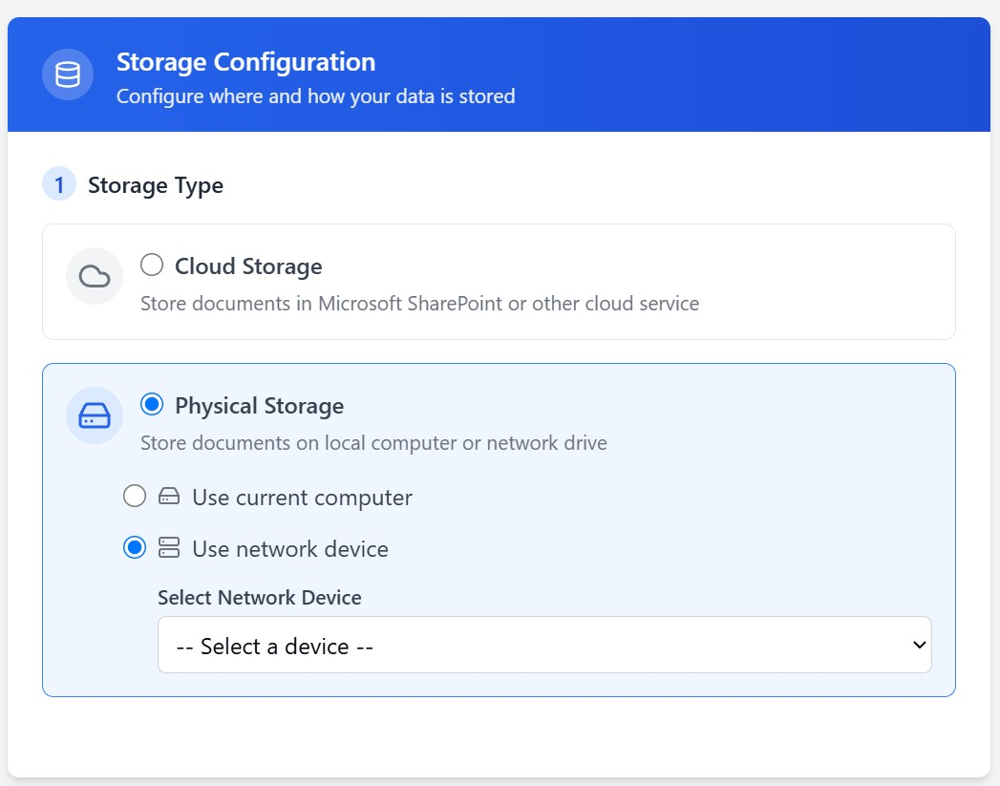 Storage Configuration
Configure where and how your data is stored
1 Storage Type
Cloud Storage
Store documents in Microsoft SharePoint or other cloud service
Physical Storage
Store documents on local computer or network drive
Use current computer
Use network device
Select Network Device
-- Select a device --